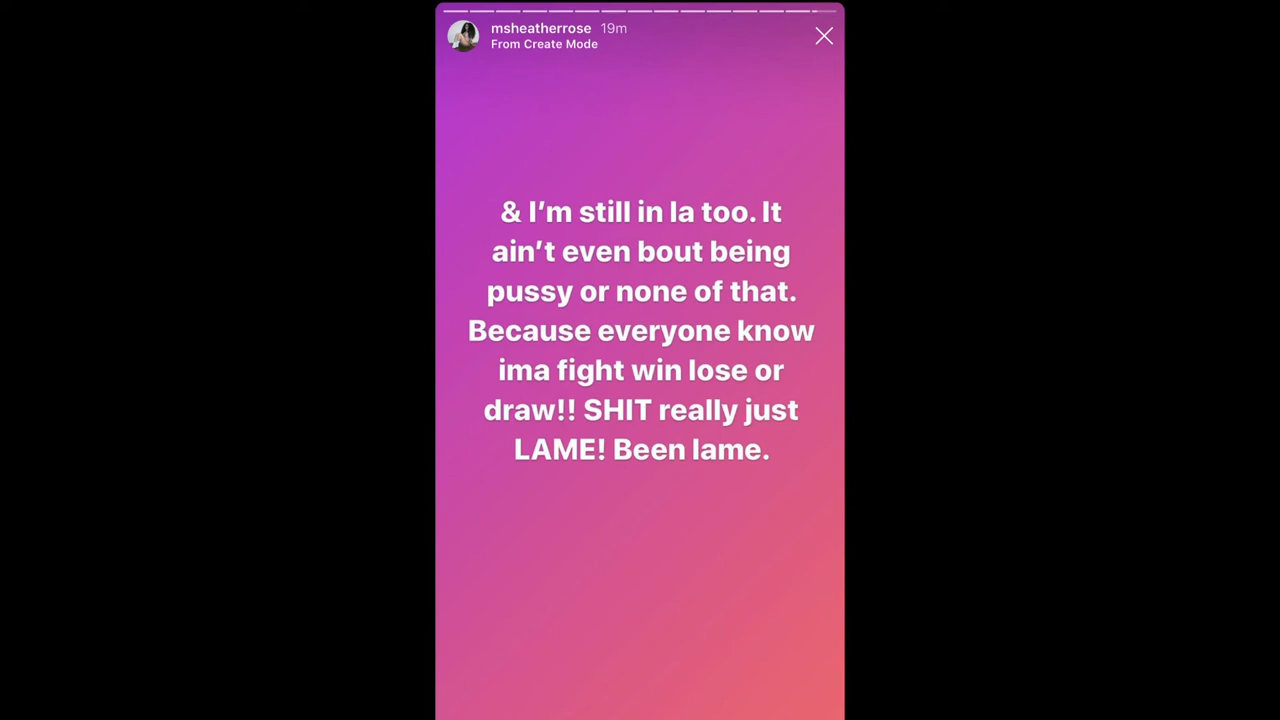 msheatherrose 19m
From Create Mode
& I’m still in la too. It
ain’t even bout being
pussy or none of that.
Because everyone know
ima fight win lose or
draw!! SHIT really just
LAME! Been lame.